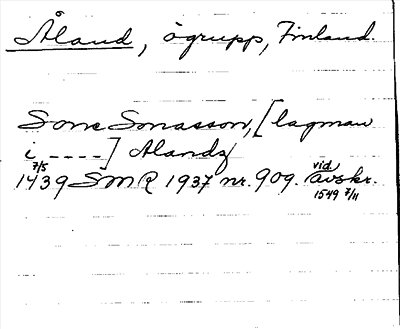 Åland, ögrupp, Finland.
Sone Sonasson, [lagman
i ----] Alandz
7/5
1439 SMR 1937 nr. 909. vid. avskr.
1549 7/11